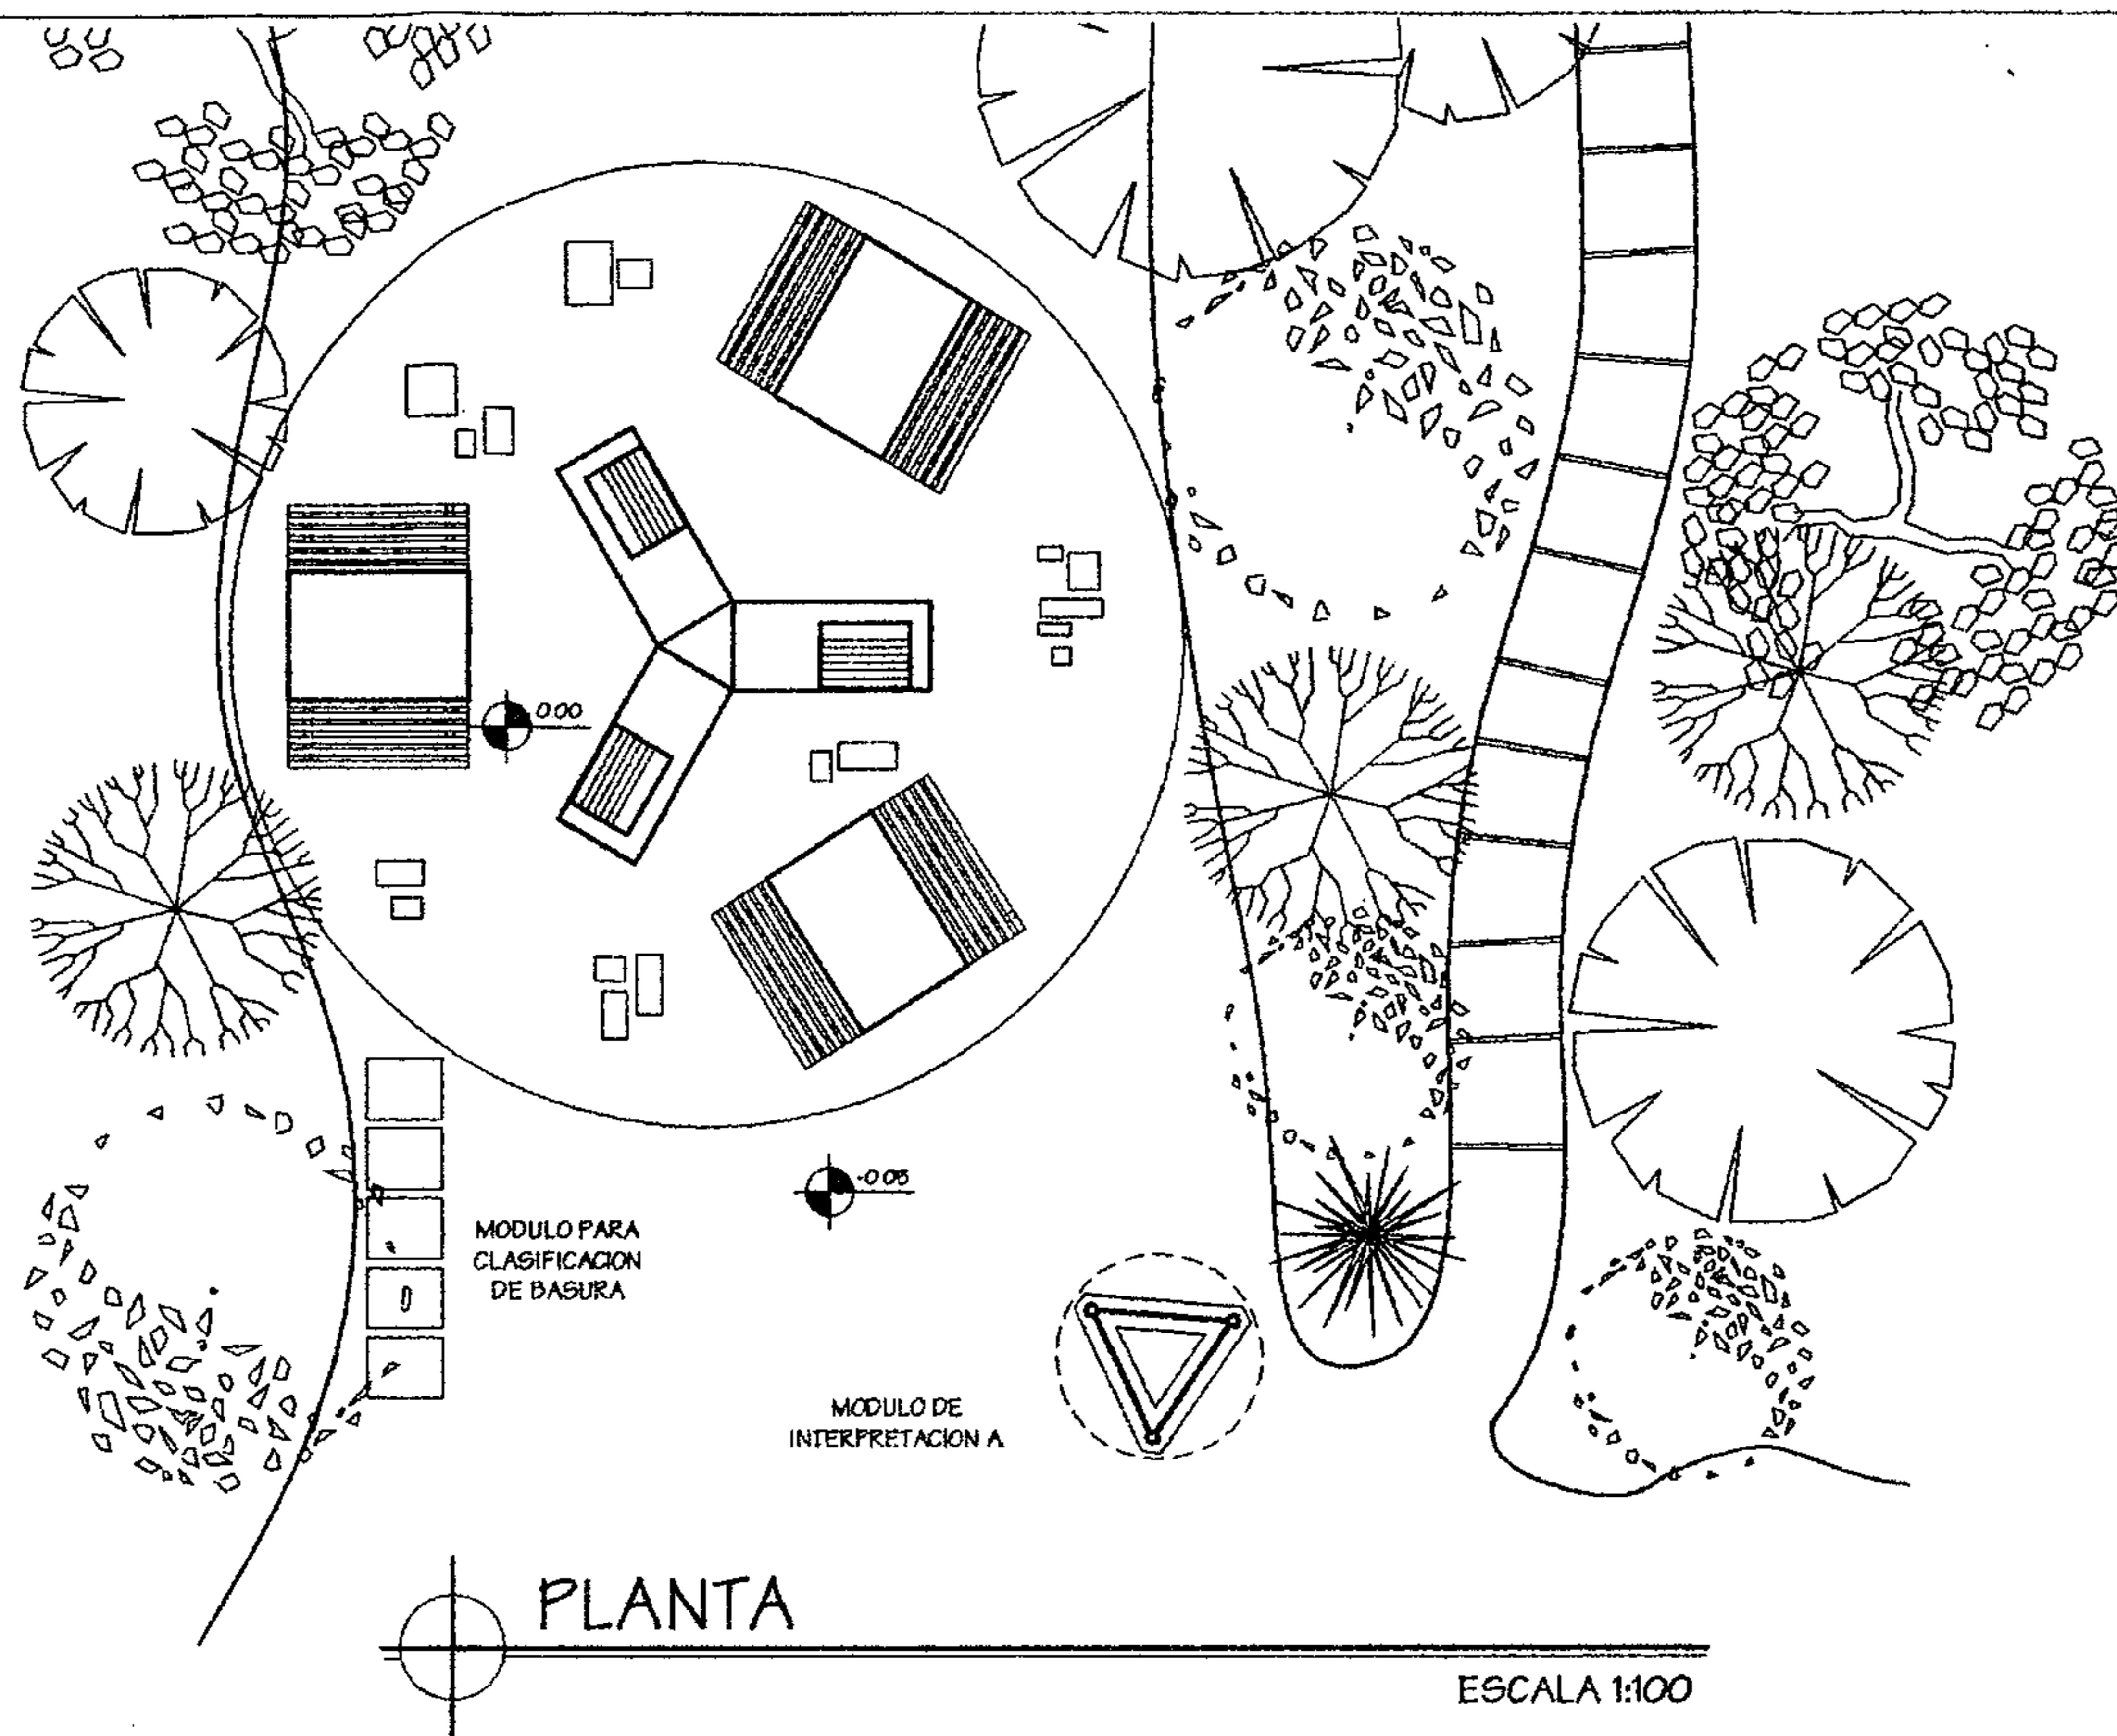 0.00
-0.05
MODULO PARA
CLASIFICACION
DE BASURA
MODULO DE
INTERPRETACION A
PLANTA
ESCALA 1:100